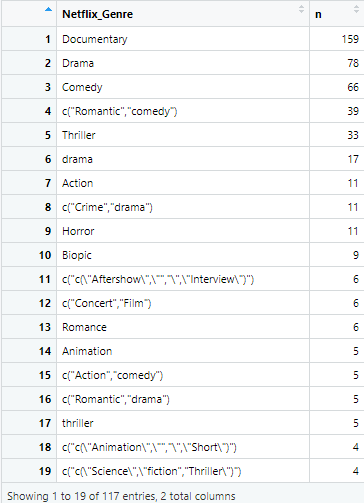 Netflix_Genre n
1 Documentary 159
2 Drama 78
3 Comedy 66
4 c("Romantic","comedy") 39
5 Thriller 33
6 drama 17
7 Action 11
8 c("Crime","drama") 11
9 Horror 11
10 Biopic 9
11 c("c(\"Aftershow\",\"","\",\"Interview\")") 6
12 c("Concert","Film") 6
13 Romance 6
14 Animation 5
15 c("Action","comedy") 5
16 c("Romantic","drama") 5
17 thriller 5
18 c("c(\"Animation\",\"","\",\"Short\")") 4
19 c("c(\"Science\",\"fiction","Thriller\")") 4
Showing 1 to 19 of 117 entries, 2 total columns